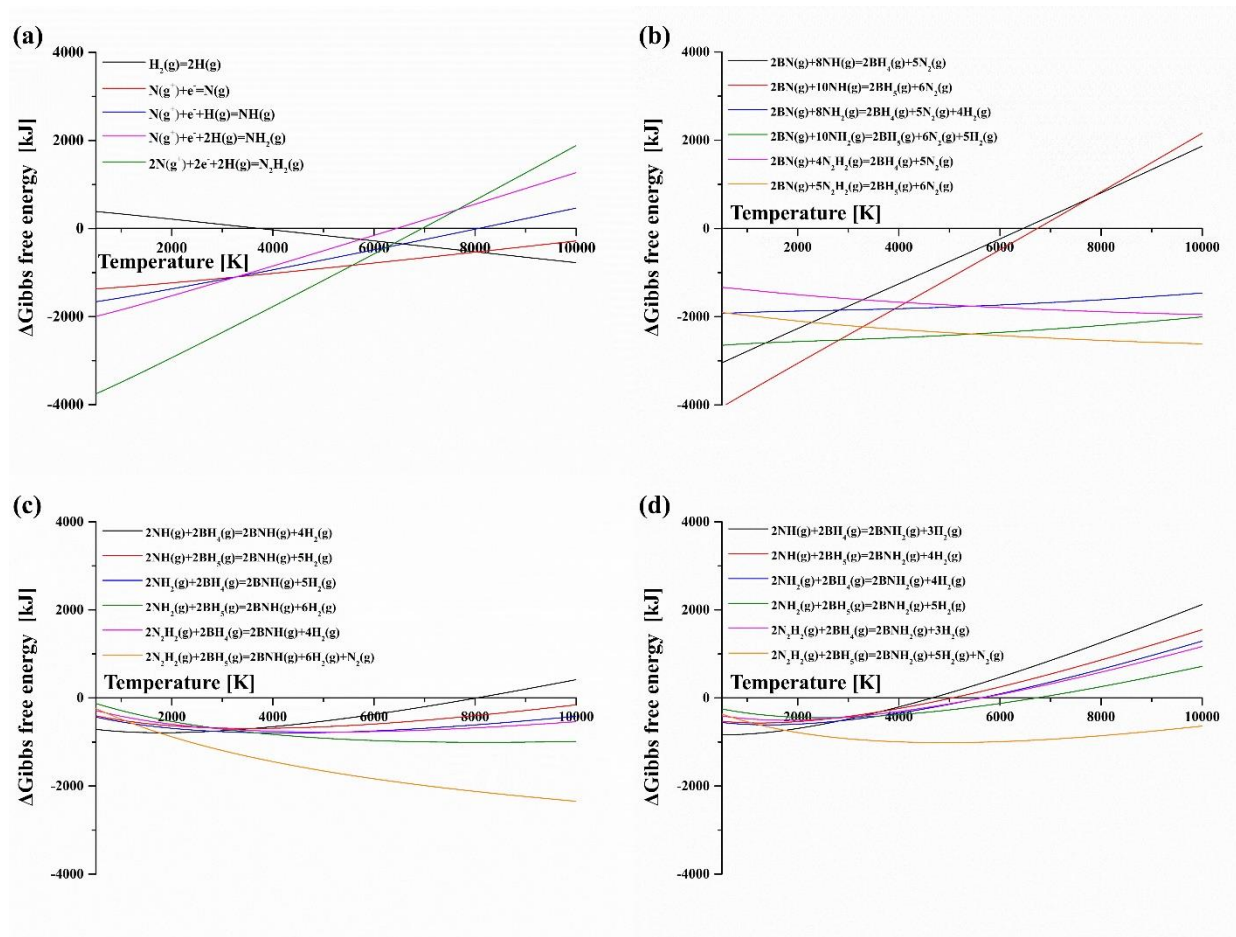 (a)
ΔGibbs free energy [kJ]
4000
2000
0
-2000
-4000
H₂(g)=2H(g)
N(g⁺)+e⁻=N(g)
N(g⁺)+e⁻+H(g)=NH(g)
N(g⁺)+e⁻+2H(g)=NH₂(g)
2N(g⁺)+2e⁻+2H(g)=N₂H₂(g)
2000 4000 6000 8000 10000
Temperature [K]
(b)
ΔGibbs free energy [kJ]
4000
2000
0
-2000
-4000
2BN(g)+8NH(g)=2BH₄(g)+5N₂(g)
2BN(g)+10NH(g)=2BH₅(g)+6N₂(g)
2BN(g)+8NH₂(g)=2BH₄(g)+5N₂(g)+4H₂(g)
2BN(g)+10NH₂(g)=2BH₅(g)+6N₂(g)+5H₂(g)
2BN(g)+4N₂H₂(g)=2BH₄(g)+5N₂(g)
2BN(g)+5N₂H₂(g)=2BH₅(g)+6N₂(g)
Temperature [K]
2000 4000 6000 8000 10000
(c)
ΔGibbs free energy [kJ]
4000
2000
0
-2000
-4000
2NH(g)+2BH₄(g)=2BNH(g)+4H₂(g)
2NH(g)+2BH₅(g)=2BNH(g)+5H₂(g)
2NH₂(g)+2BH₄(g)=2BNH(g)+5H₂(g)
2NH₂(g)+2BH₅(g)=2BNH(g)+6H₂(g)
2N₂H₂(g)+2BH₄(g)=2BNH(g)+4H₂(g)
2N₂H₂(g)+2BH₅(g)=2BNH(g)+6H₂(g)+N₂(g)
Temperature [K]
2000 4000 6000 8000 10000
(d)
ΔGibbs free energy [kJ]
4000
2000
0
-2000
-4000
2NH(g)+2BH₄(g)=2BNH₂(g)+3H₂(g)
2NH(g)+2BH₅(g)=2BNH₂(g)+4H₂(g)
2NH₂(g)+2BH₄(g)=2BNH₂(g)+4H₂(g)
2NH₂(g)+2BH₅(g)=2BNH₂(g)+5H₂(g)
2N₂H₂(g)+2BH₄(g)=2BNH₂(g)+3H₂(g)
2N₂H₂(g)+2BH₅(g)=2BNH₂(g)+5H₂(g)+N₂(g)
Temperature [K]
2000 4000 6000 8000 10000